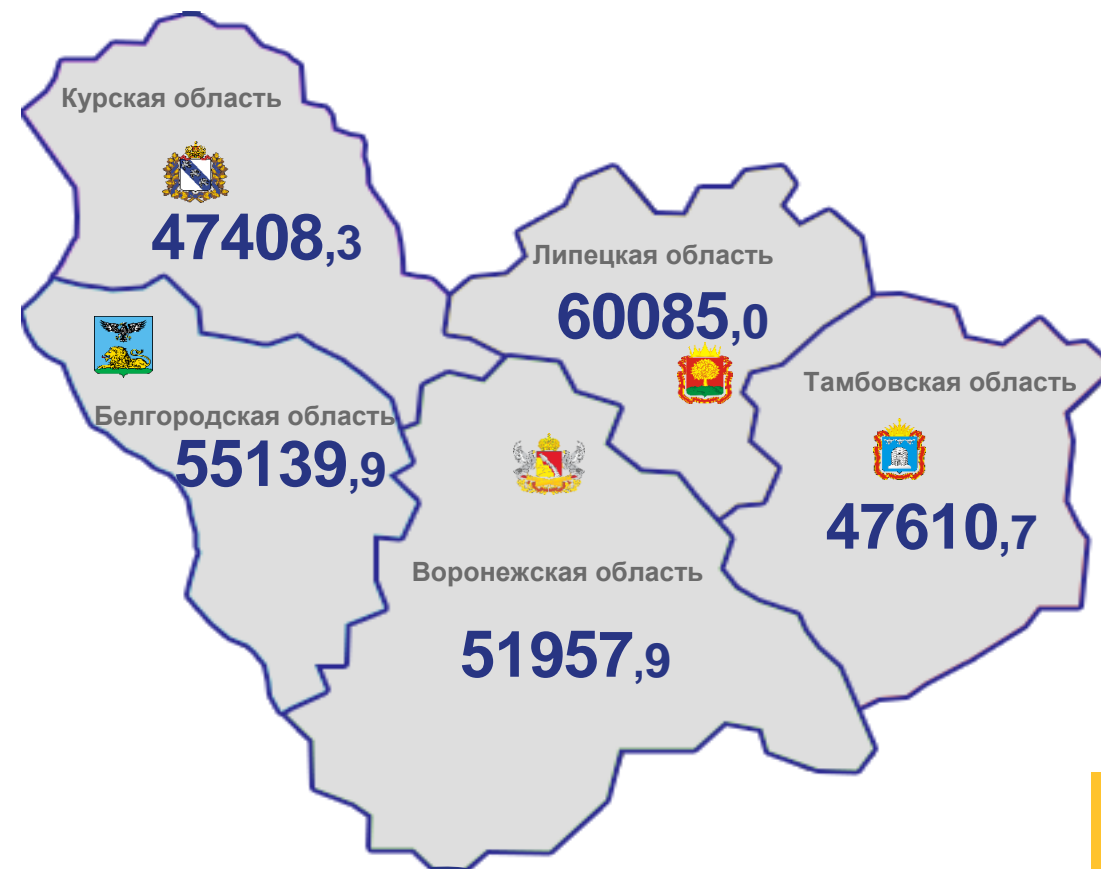 Курская область
47408,3
Липецкая область
60085,0
Тамбовская область
47610,7
Белгородская область
55139,9
Воронежская область
51957,9